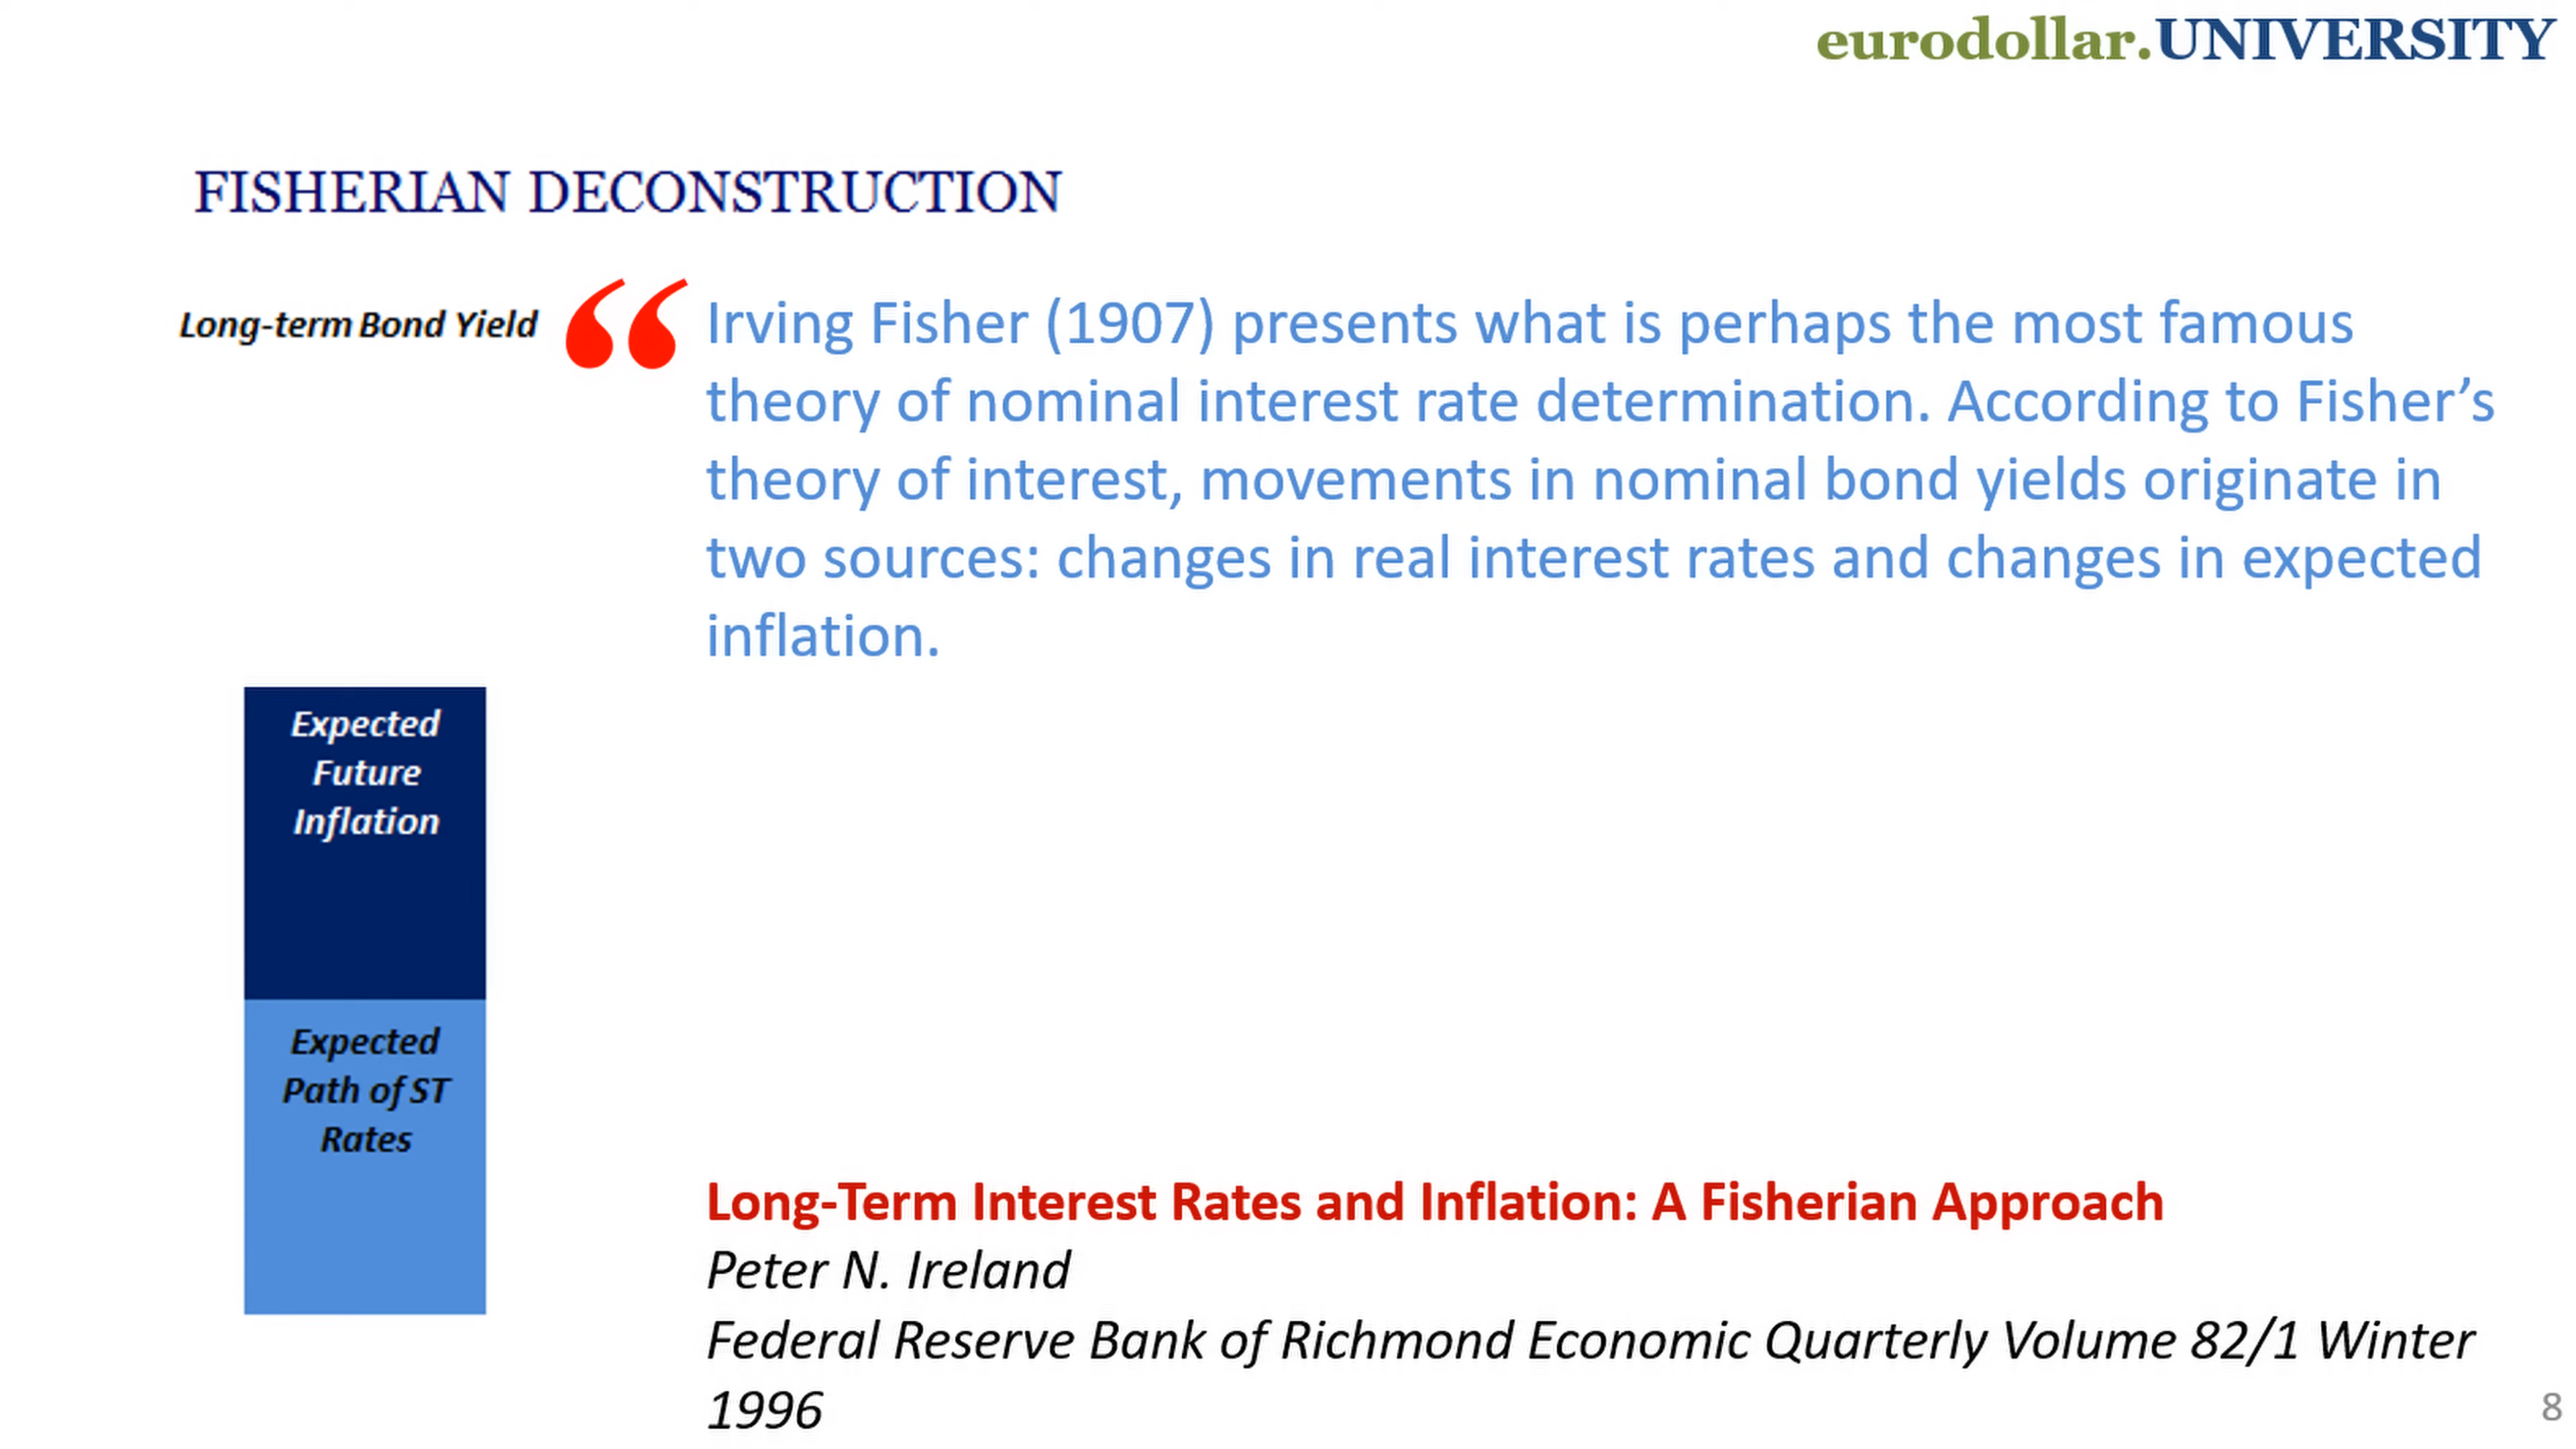 eurodollar.UNIVERSITY
FISHERIAN DECONSTRUCTION
Long-term Bond Yield
“ Irving Fisher (1907) presents what is perhaps the most famous
theory of nominal interest rate determination. According to Fisher’s
theory of interest, movements in nominal bond yields originate in
two sources: changes in real interest rates and changes in expected
inflation.
Expected
Future
Inflation
Expected
Path of ST
Rates
Long-Term Interest Rates and Inflation: A Fisherian Approach
Peter N. Ireland
Federal Reserve Bank of Richmond Economic Quarterly Volume 82/1 Winter
1996
8